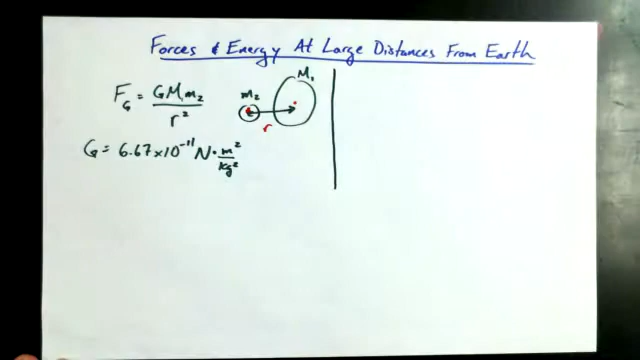 Forces & Energy At Large Distances From Earth
F_G = GMm₂/r²
m₂
M₁
r
G = 6.67×10⁻¹¹ N·m²/kg²